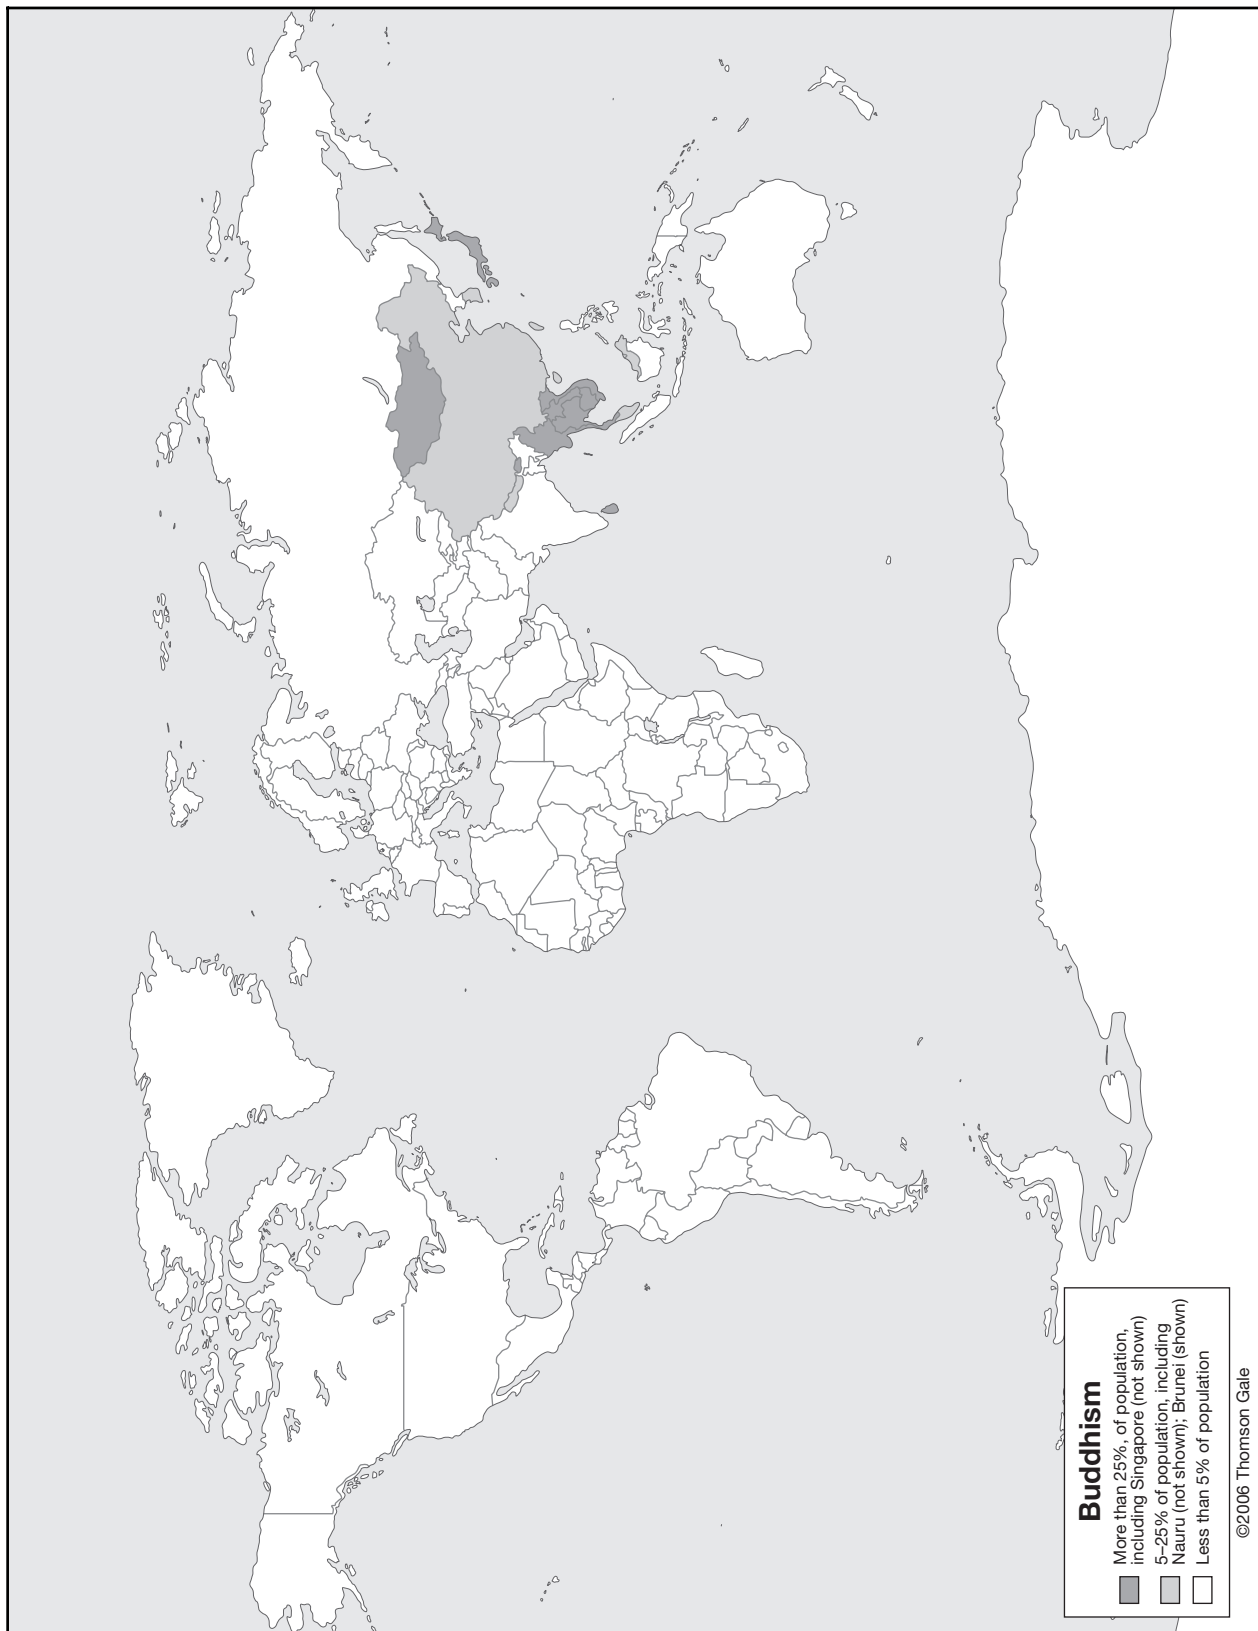 Buddhism
More than 25%, of population,
including Singapore (not shown)
5–25% of population, including
Nauru (not shown); Brunei (shown)
Less than 5% of population
©2006 Thomson Gale